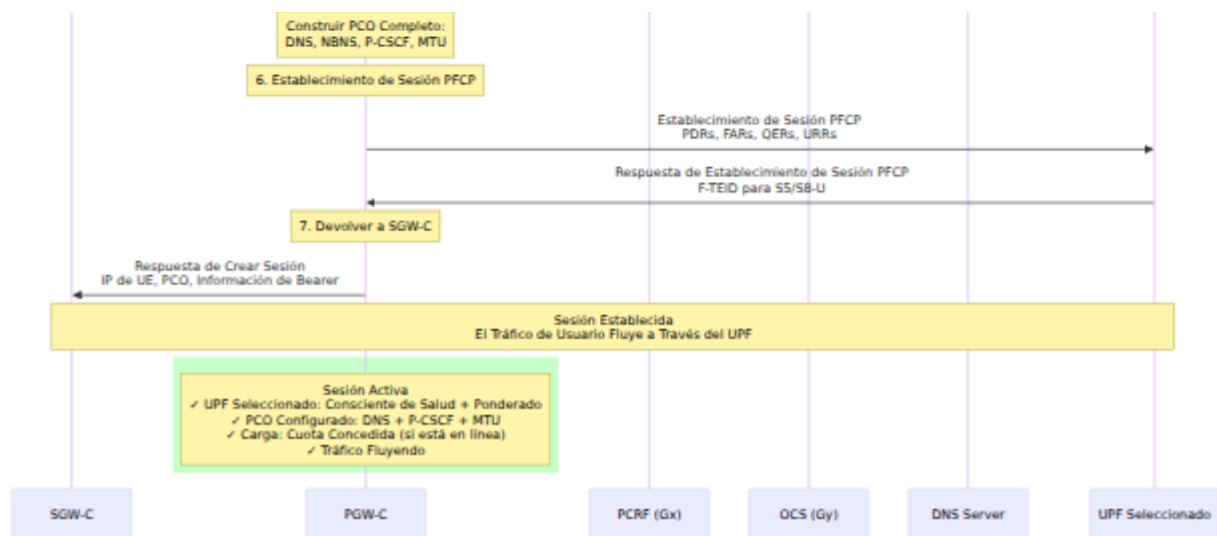 Construir PCO Completo:
DNS, NBNS, P-CSCF, MTU
6. Establecimiento de Sesión PFCP
Establecimiento de Sesión PFCP
PDRs, FARs, QERs, URRs
Respuesta de Establecimiento de Sesión PFCP
F-TEID para S5/S8-U
7. Devolver a SGW-C
Respuesta de Crear Sesión
IP de UE, PCO, Información de Bearer
Sesión Establecida
El Tráfico de Usuario Fluye a Través del UPF
Sesión Activa
✓ UPF Seleccionado: Consciente de Salud + Ponderado
✓ PCO Configurado: DNS + P-CSCF + MTU
✓ Carga: Cuota Concedida (si está en línea)
✓ Tráfico Fluyendo
SGW-C
PGW-C
PCRF (Gx)
OCS (Gy)
DNS Server
UPF Seleccionado